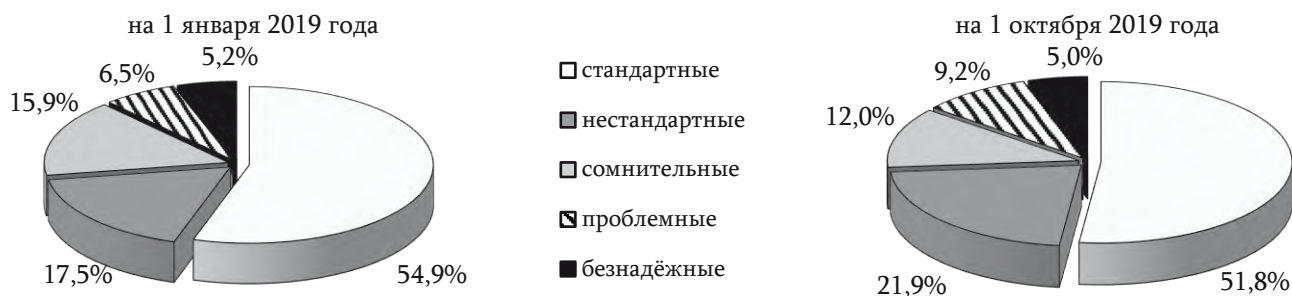 на 1 января 2019 года
5,2%
6,5%
15,9%
17,5%
54,9%
стандартные
нестандартные
сомнительные
проблемные
безнадёжные
на 1 октября 2019 года
5,0%
9,2%
12,0%
21,9%
51,8%